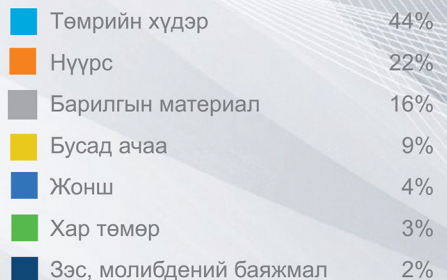 Төмрийн хүдэр 44%
Нүүрс 22%
Барилгын материал 16%
Бусад ачаа 9%
Жонш 4%
Хар төмөр 3%
Зэс, молибдений баяжмал 2%